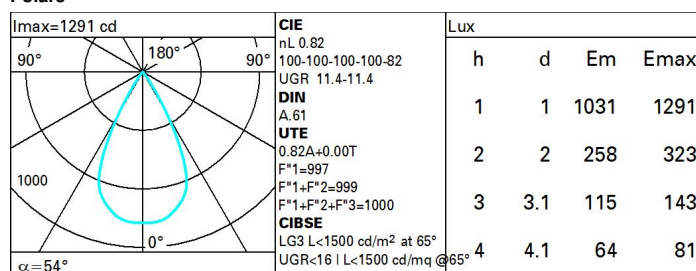 Imax=1291 cd
90°
180°
90°
1000
0°
α=54°
CIE
nL 0.82
100-100-100-100-82
UGR 11.4-11.4
DIN
A.61
UTE
0.82A+0.00T
F"1=997
F"1+F"2=999
F"1+F"2+F"3=1000
CIBSE
LG3 L<1500 cd/m² at 65°
UGR<16 | L<1500 cd/mq @65°
Lux
h d Em Emax
1 1 1031 1291
2 2 258 323
3 3.1 115 143
4 4.1 64 81